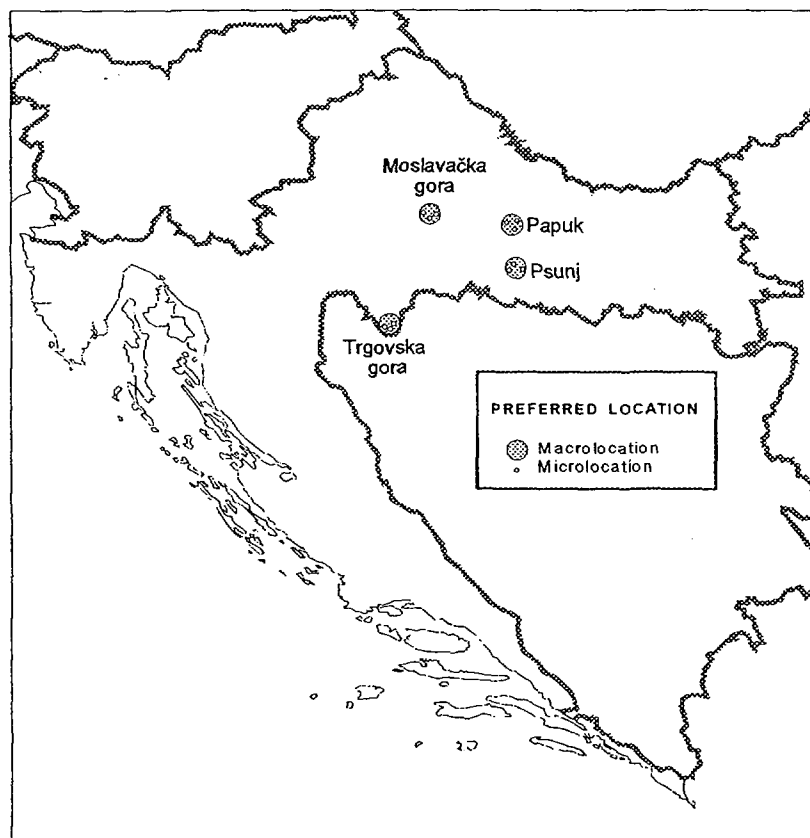 Moslavačka
gora
Papuk
Psunj
Trgovska
gora
PREFERRED LOCATION
Macrolocation
Microlocation